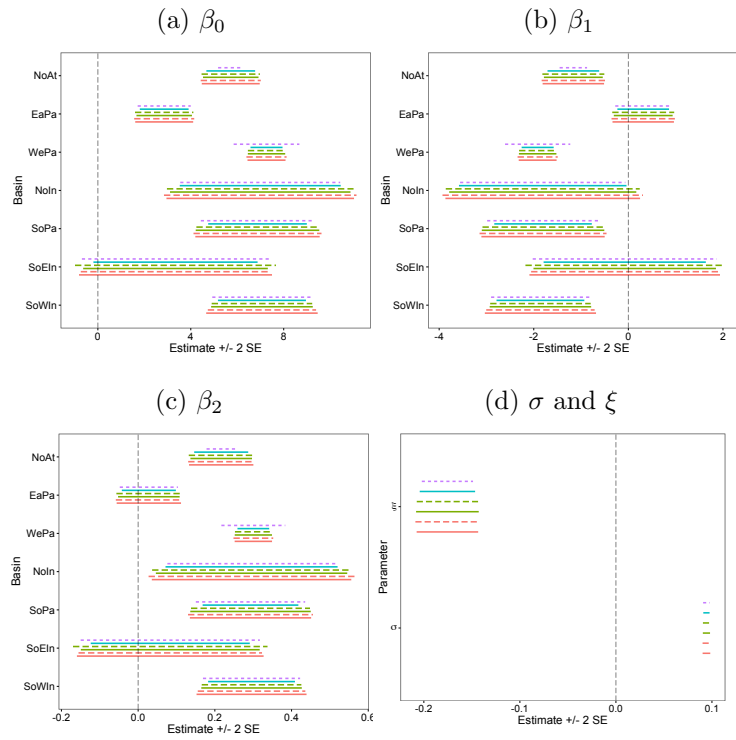 (a) β₀
(b) β₁
Basin
NoAt
EaPa
WePa
NoIn
SoPa
SoEIn
SoWIn
0 4 8
Estimate +/- 2 SE
Basin
NoAt
EaPa
WePa
NoIn
SoPa
SoEIn
SoWIn
-4 -2 0 2
Estimate +/- 2 SE
(c) β₂
(d) σ and ξ
Basin
NoAt
EaPa
WePa
NoIn
SoPa
SoEIn
SoWIn
-0.2 0.0 0.2 0.4 0.6
Estimate +/- 2 SE
Parameter
ξ
σ
-0.2 -0.1 0.0 0.1
Estimate +/- 2 SE